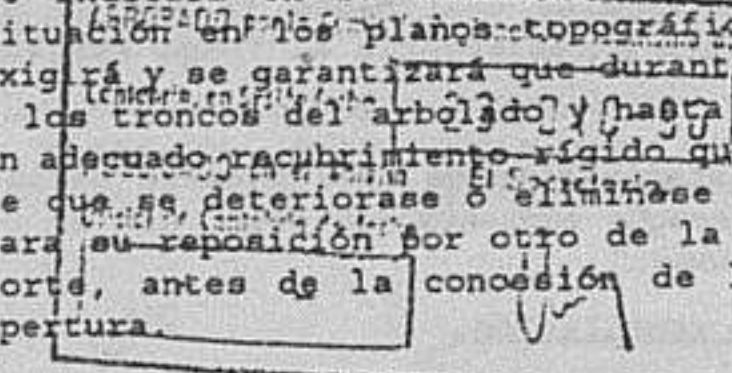 ituación en los planos topográfic
xigirá y se garantizará que durant
los troncos del arbolado y hasta
n adecuado recubrimiento rígido qu
e que se deteriorase o eliminase
ara su reposición por otro de la
orte, antes de la concesión de l
pertura.